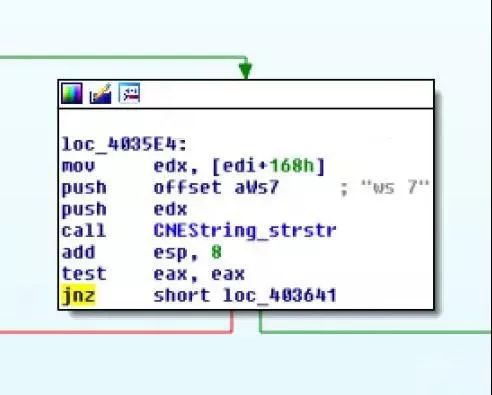 loc_4035E4:
mov edx, [edi+168h]
push offset aWs7 ; "ws 7"
push edx
call CNEString_strstr
add esp, 8
test eax, eax
jnz short loc_403641